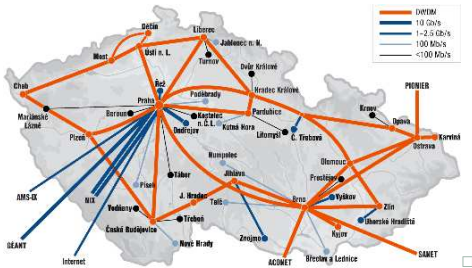 DWDM
10 Gb/s
1–2.5 Gb/s
100 Mb/s
<100 Mb/s
Děčín
Liberec
Jablonec n. N.
Ústí n. L.
Most
Turnov
Dvůr Králové
Cheb
Řež
Poděbrady
Hradec Králové
PIONIER
Praha
Mariánské
Lázně
Beroun
Kostelec
n. Č.L.
Pardubice
Krnov
Opava
Ondřejov
Kutná Hora
Litomyšl
Č. Třebová
Ostrava
Karviná
Plzeň
Humpolec
Olomouc
Tábor
Jihlava
Prostějov
AMS-IX
Písek
NIX
J. Hradec
Telč
Brno
Vyškov
Zlín
Vodňany
Třeboň
Uherské Hradiště
České Budějovice
Kyjov
GÉANT
Nové Hrady
Znojmo
Internet
ACONET
Břeclav a Lednice
SANET